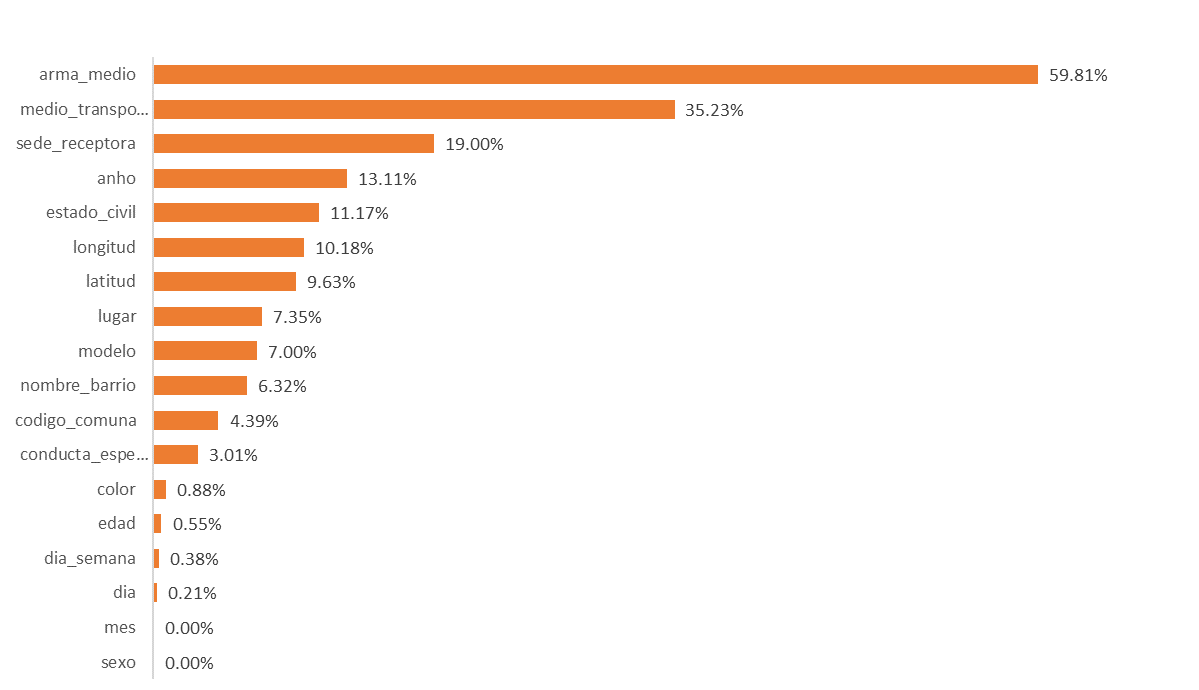 arma_medio 59.81%
medio_transpo... 35.23%
sede_receptora 19.00%
anho 13.11%
estado_civil 11.17%
longitud 10.18%
latitud 9.63%
lugar 7.35%
modelo 7.00%
nombre_barrio 6.32%
codigo_comuna 4.39%
conducta_espe... 3.01%
color 0.88%
edad 0.55%
dia_semana 0.38%
dia 0.21%
mes 0.00%
sexo 0.00%